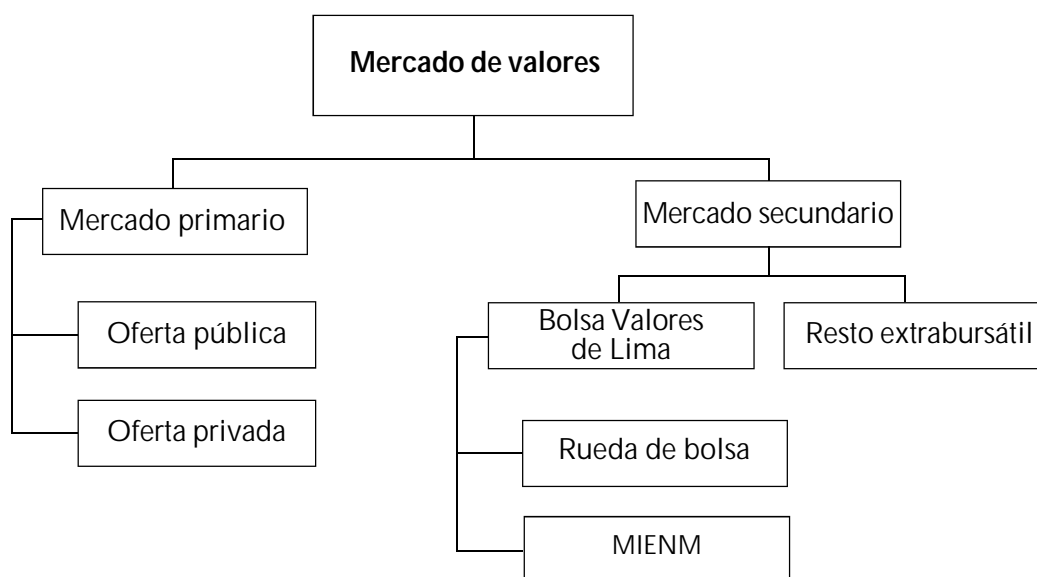 Mercado de valores
Mercado primario
Oferta pública
Oferta privada
Mercado secundario
Bolsa Valores
de Lima
Rueda de bolsa
MIENM
Resto extrabursátil